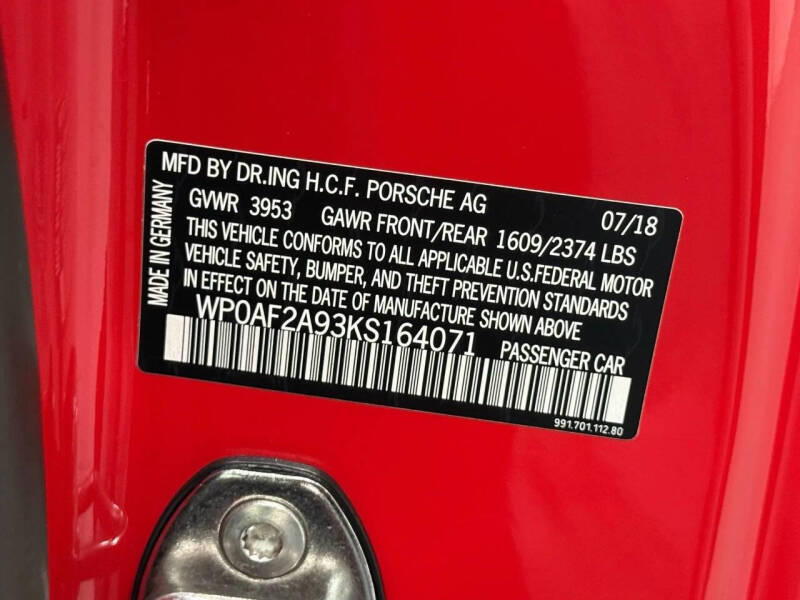 MFD BY DR.ING H.C.F. PORSCHE AG 07/18
GVWR 3953 GAWR FRONT/REAR 1609/2374 LBS
THIS VEHICLE CONFORMS TO ALL APPLICABLE U.S.FEDERAL MOTOR
VEHICLE SAFETY, BUMPER, AND THEFT PREVENTION STANDARDS
IN EFFECT ON THE DATE OF MANUFACTURE SHOWN ABOVE
WP0AF2A93KS164071 PASSENGER CAR
991.701.112.80
MADE IN GERMANY